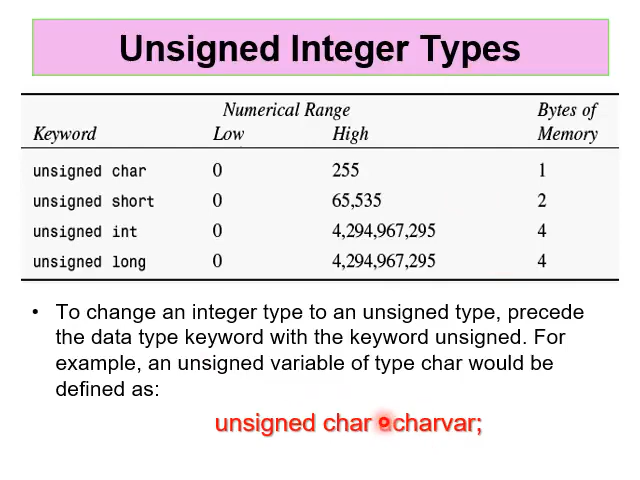 Unsigned Integer Types
Numerical Range Bytes of
Keyword Low High Memory
unsigned char 0 255 1
unsigned short 0 65,535 2
unsigned int 0 4,294,967,295 4
unsigned long 0 4,294,967,295 4
• To change an integer type to an unsigned type, precede
the data type keyword with the keyword unsigned. For
example, an unsigned variable of type char would be
defined as:
unsigned char